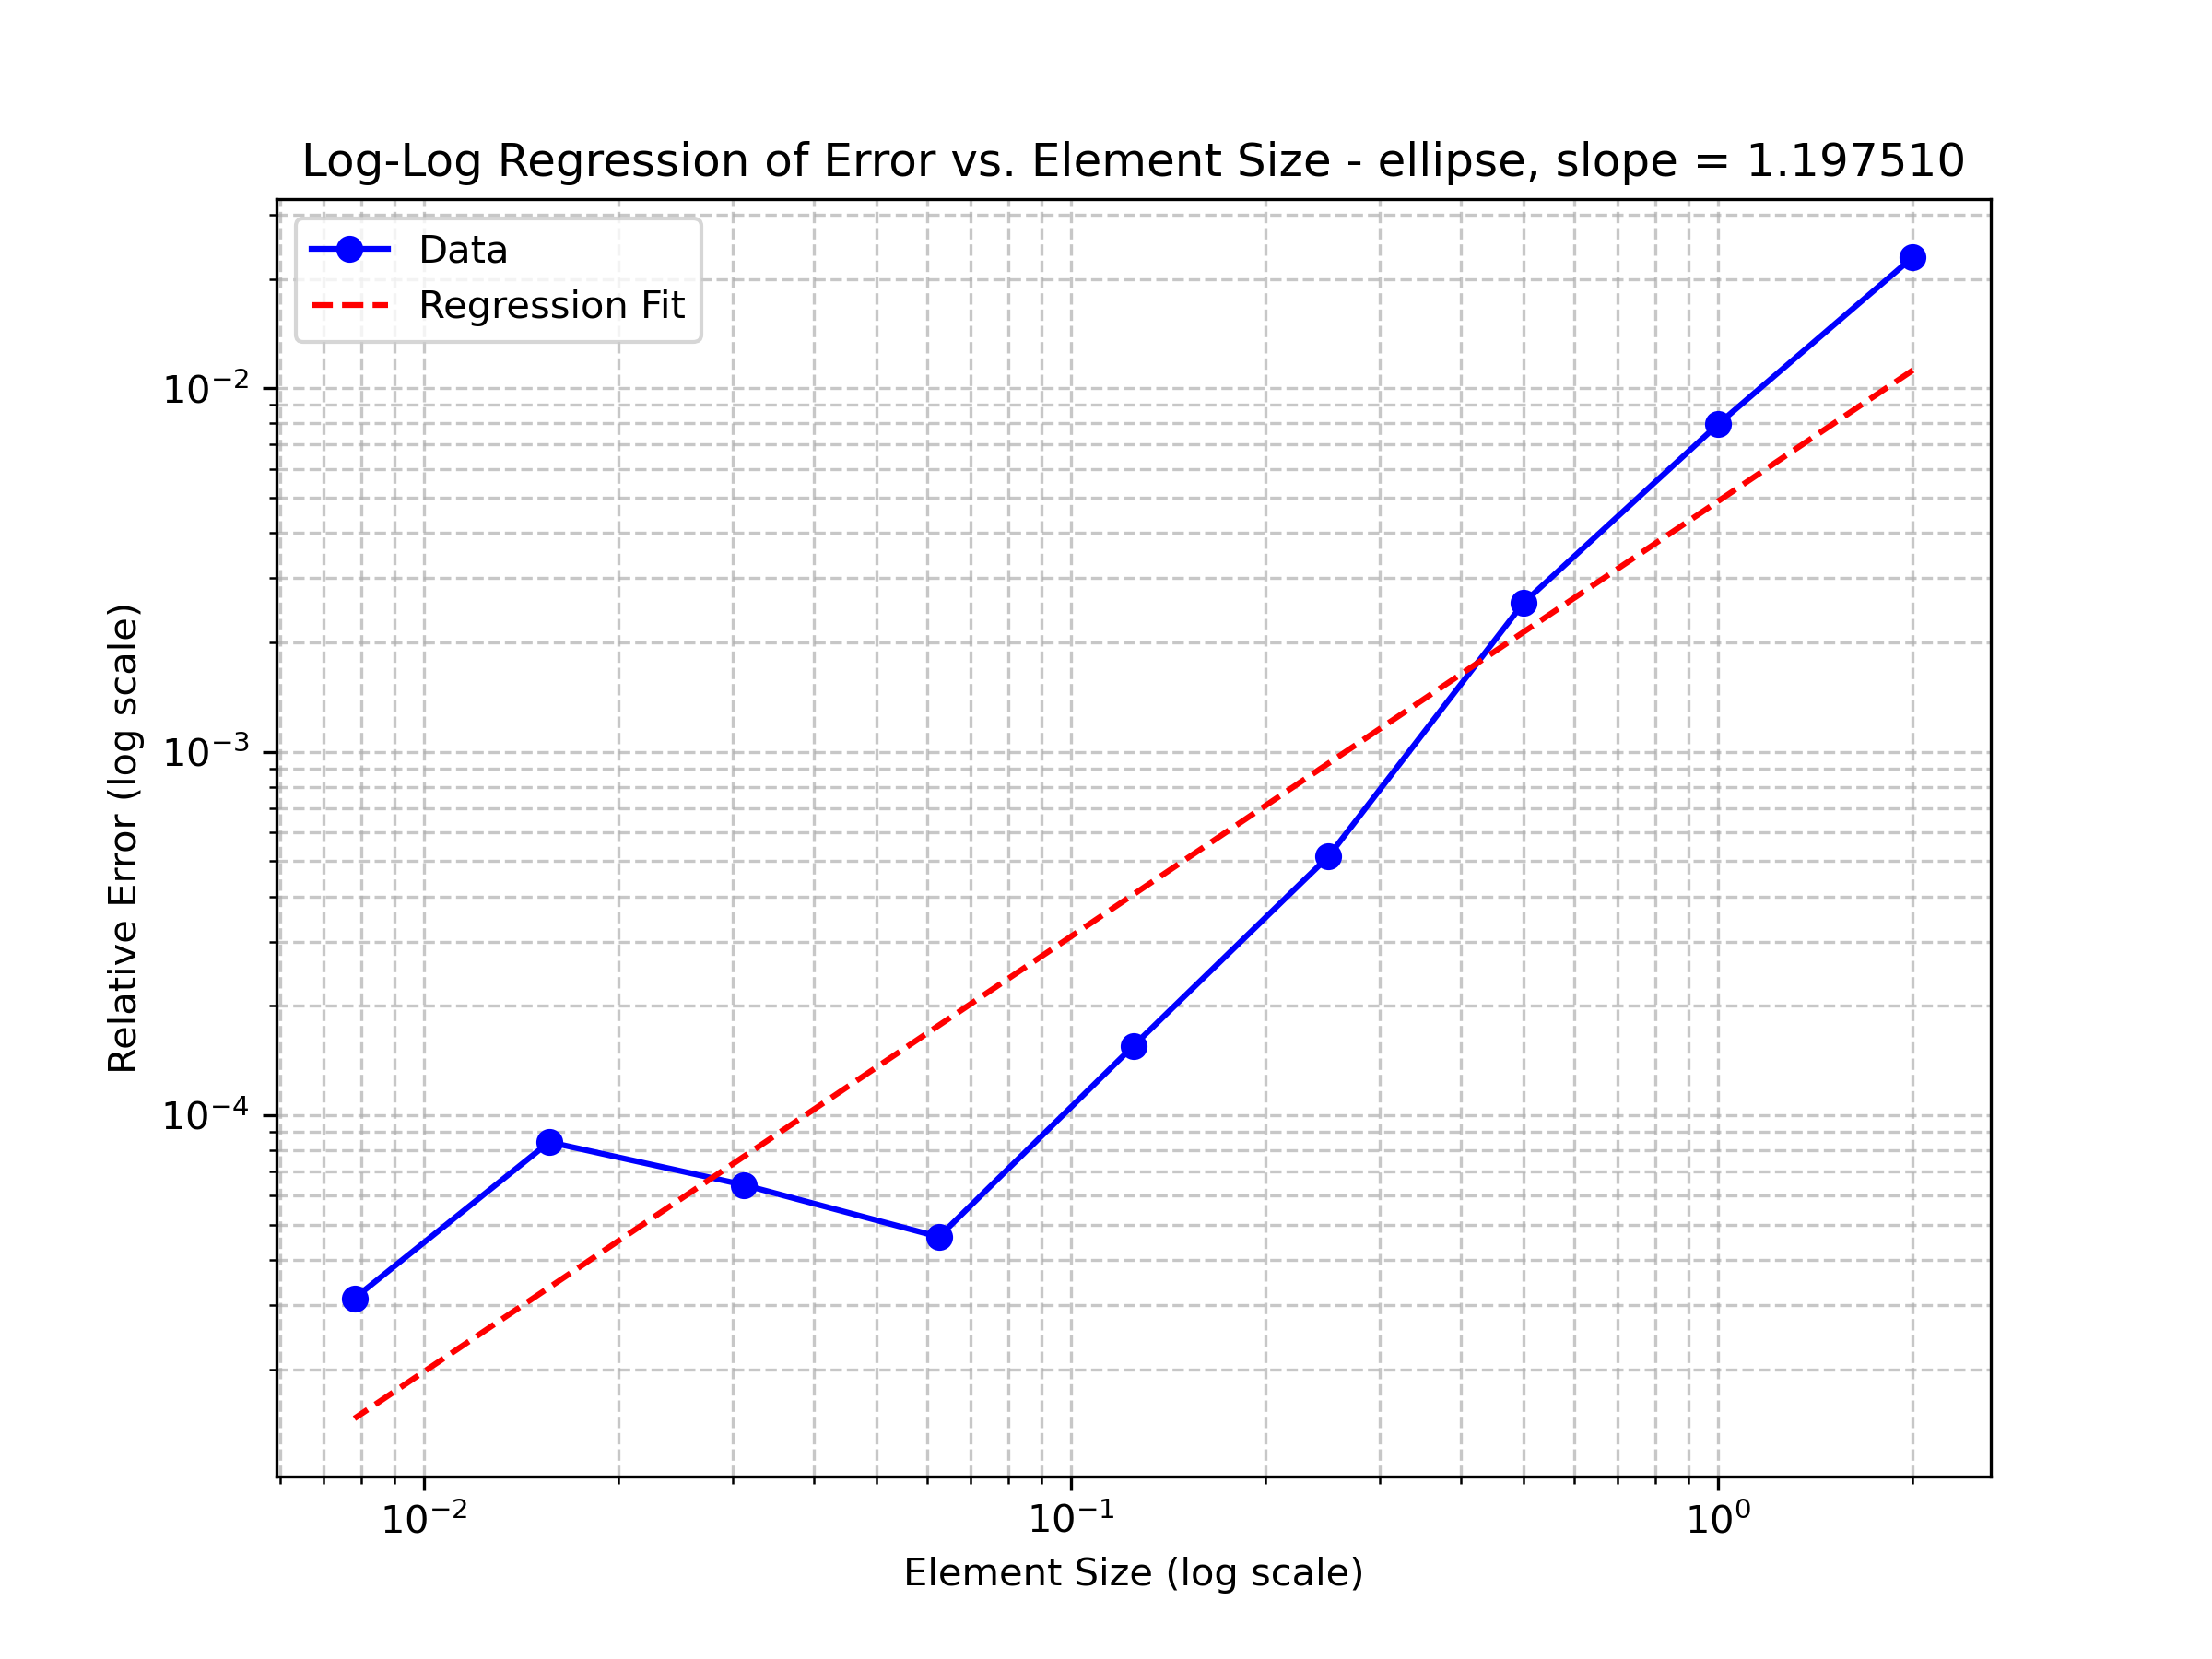 Log-Log Regression of Error vs. Element Size - ellipse, slope = 1.197510
Data
Regression Fit
10⁻²
10⁻³
10⁻⁴
Relative Error (log scale)
10⁻² 10⁻¹ 10⁰
Element Size (log scale)